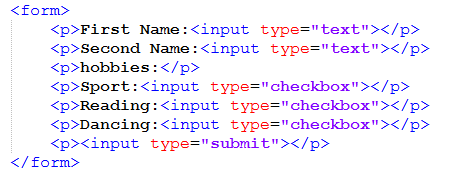 <form>
<p>First Name:<input type="text"></p>
<p>Second Name:<input type="text"></p>
<p>hobbies:</p>
<p>Sport:<input type="checkbox"></p>
<p>Reading:<input type="checkbox"></p>
<p>Dancing:<input type="checkbox"></p>
<p><input type="submit"></p>
</form>